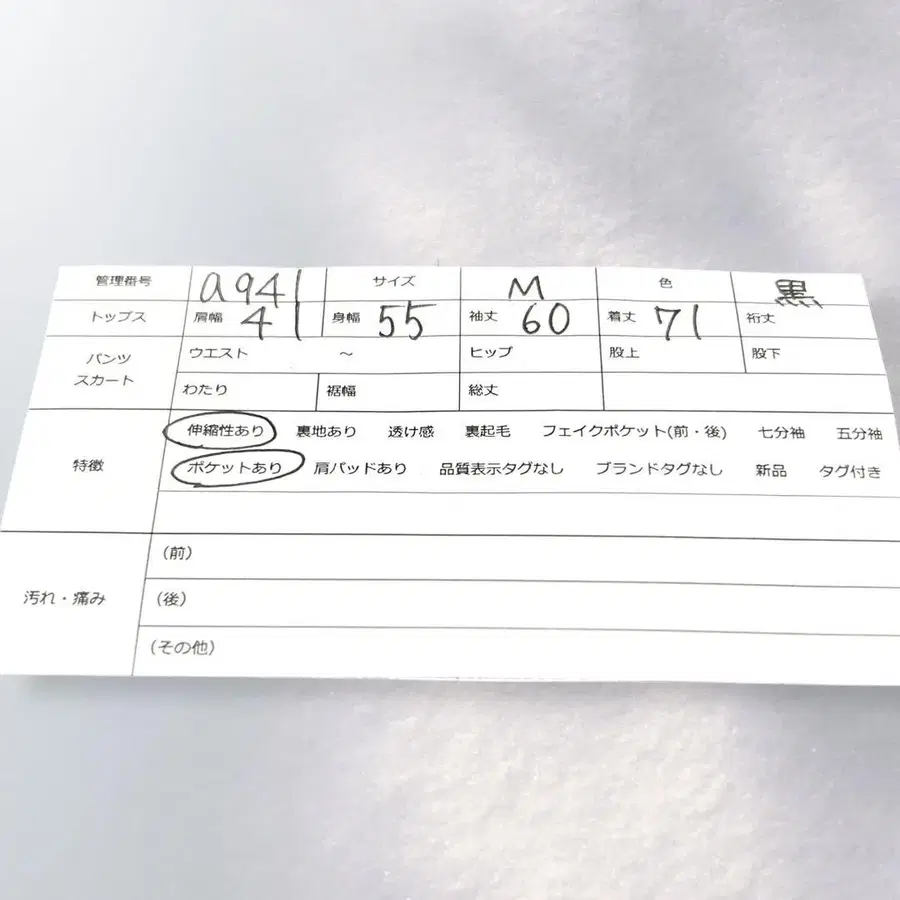 管理番号 a941 サイズ M 色 黒
トップス 肩幅 41 身幅 55 袖丈 60 着丈 71 裄丈
パンツ スカート ウエスト ～ ヒップ 股上 股下
わたり 裾幅 総丈
特徴 伸縮性あり 裏地あり 透け感 裏起毛 フェイクポケット(前・後) 七分袖 五分袖
ポケットあり 肩パッドあり 品質表示タグなし ブランドタグなし 新品 タグ付き
汚れ・痛み (前)
(後)
(その他)